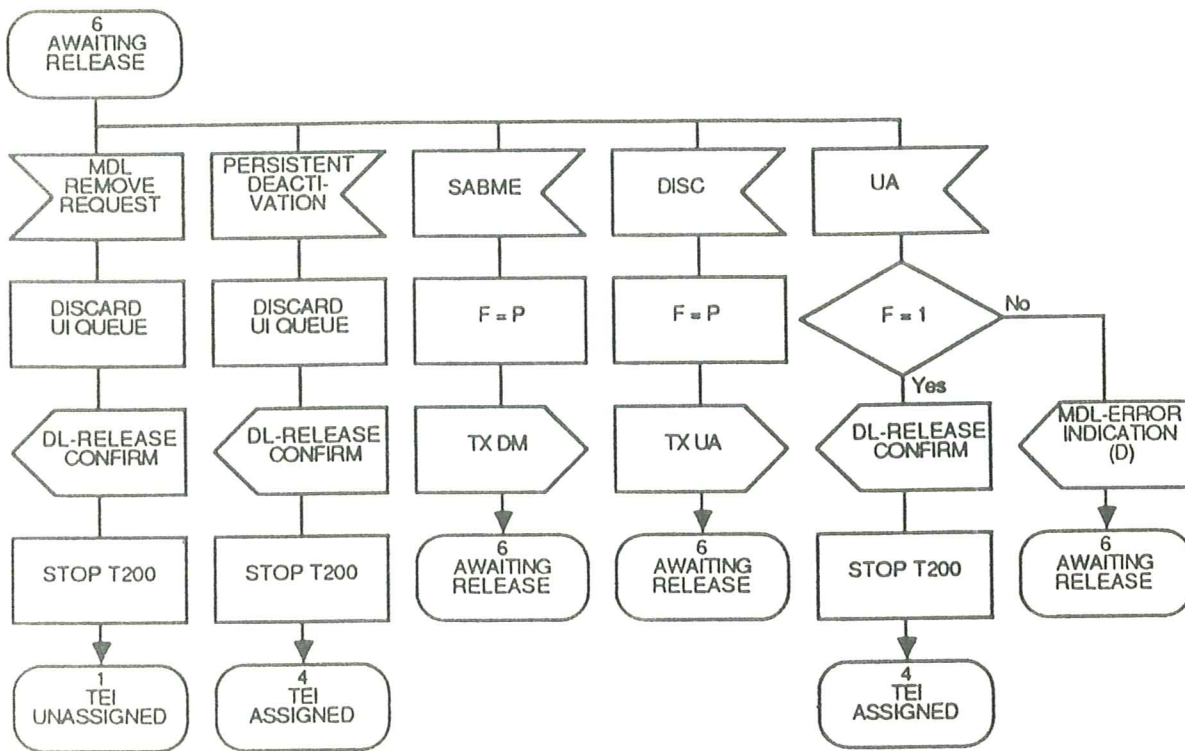 6
AWAITING
RELEASE
MDL
REMOVE
REQUEST
PERSISTENT
DEACTI-
VATION
SABME
DISC
UA
DISCARD
UI QUEUE
DISCARD
UI QUEUE
F = P
F = P
F = 1
No
Yes
DL-RELEASE
CONFIRM
DL-RELEASE
CONFIRM
TX DM
TX UA
DL-RELEASE
CONFIRM
MDL-ERROR
INDICATION
(D)
STOP T200
STOP T200
6
AWAITING
RELEASE
6
AWAITING
RELEASE
STOP T200
6
AWAITING
RELEASE
1
TEI
UNASSIGNED
4
TEI
ASSIGNED
4
TEI
ASSIGNED